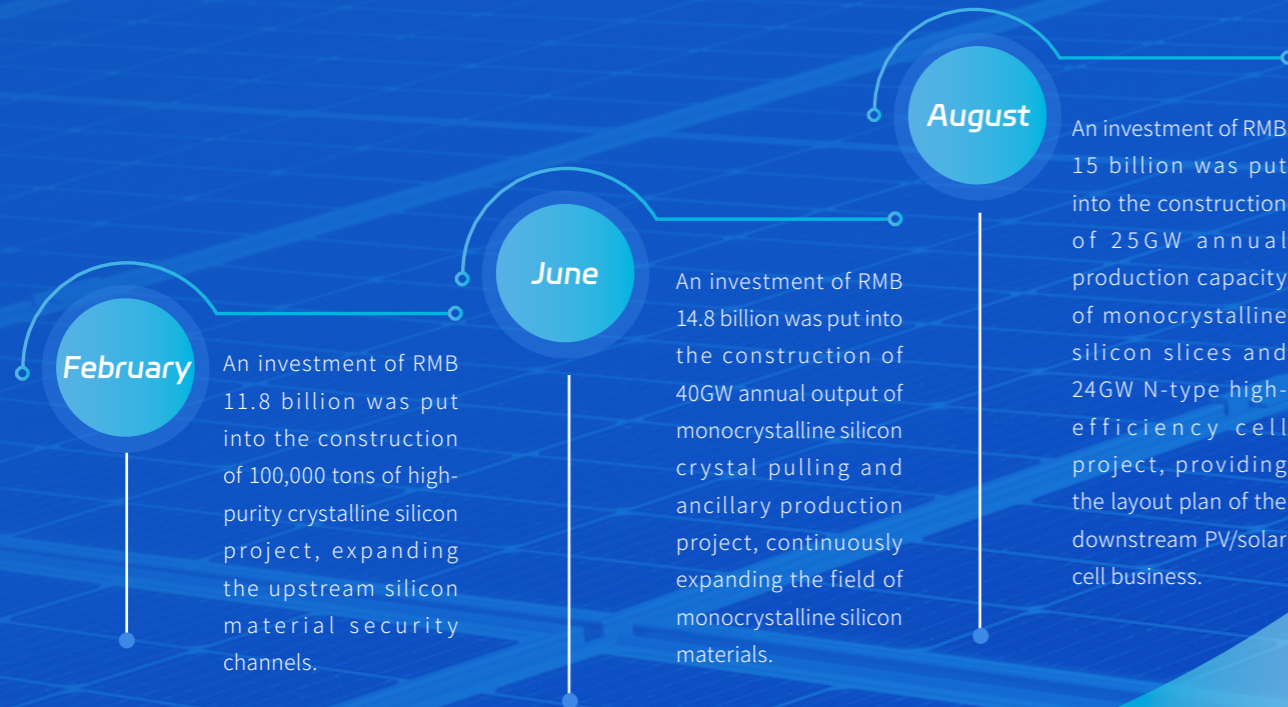 February
An investment of RMB
11.8 billion was put
into the construction
of 100,000 tons of high-
purity crystalline silicon
project, expanding
the upstream silicon
material security
channels.
June
An investment of RMB
14.8 billion was put into
the construction of
40GW annual output of
monocrystalline silicon
crystal pulling and
ancillary production
project, continuously
expanding the field of
monocrystalline silicon
materials.
August
An investment of RMB
15 billion was put
into the construction
of 25GW annual
production capacity
of monocrystalline
silicon slices and
24GW N-type high-
efficiency cell
project, providing
the layout plan of the
downstream PV/solar
cell business.